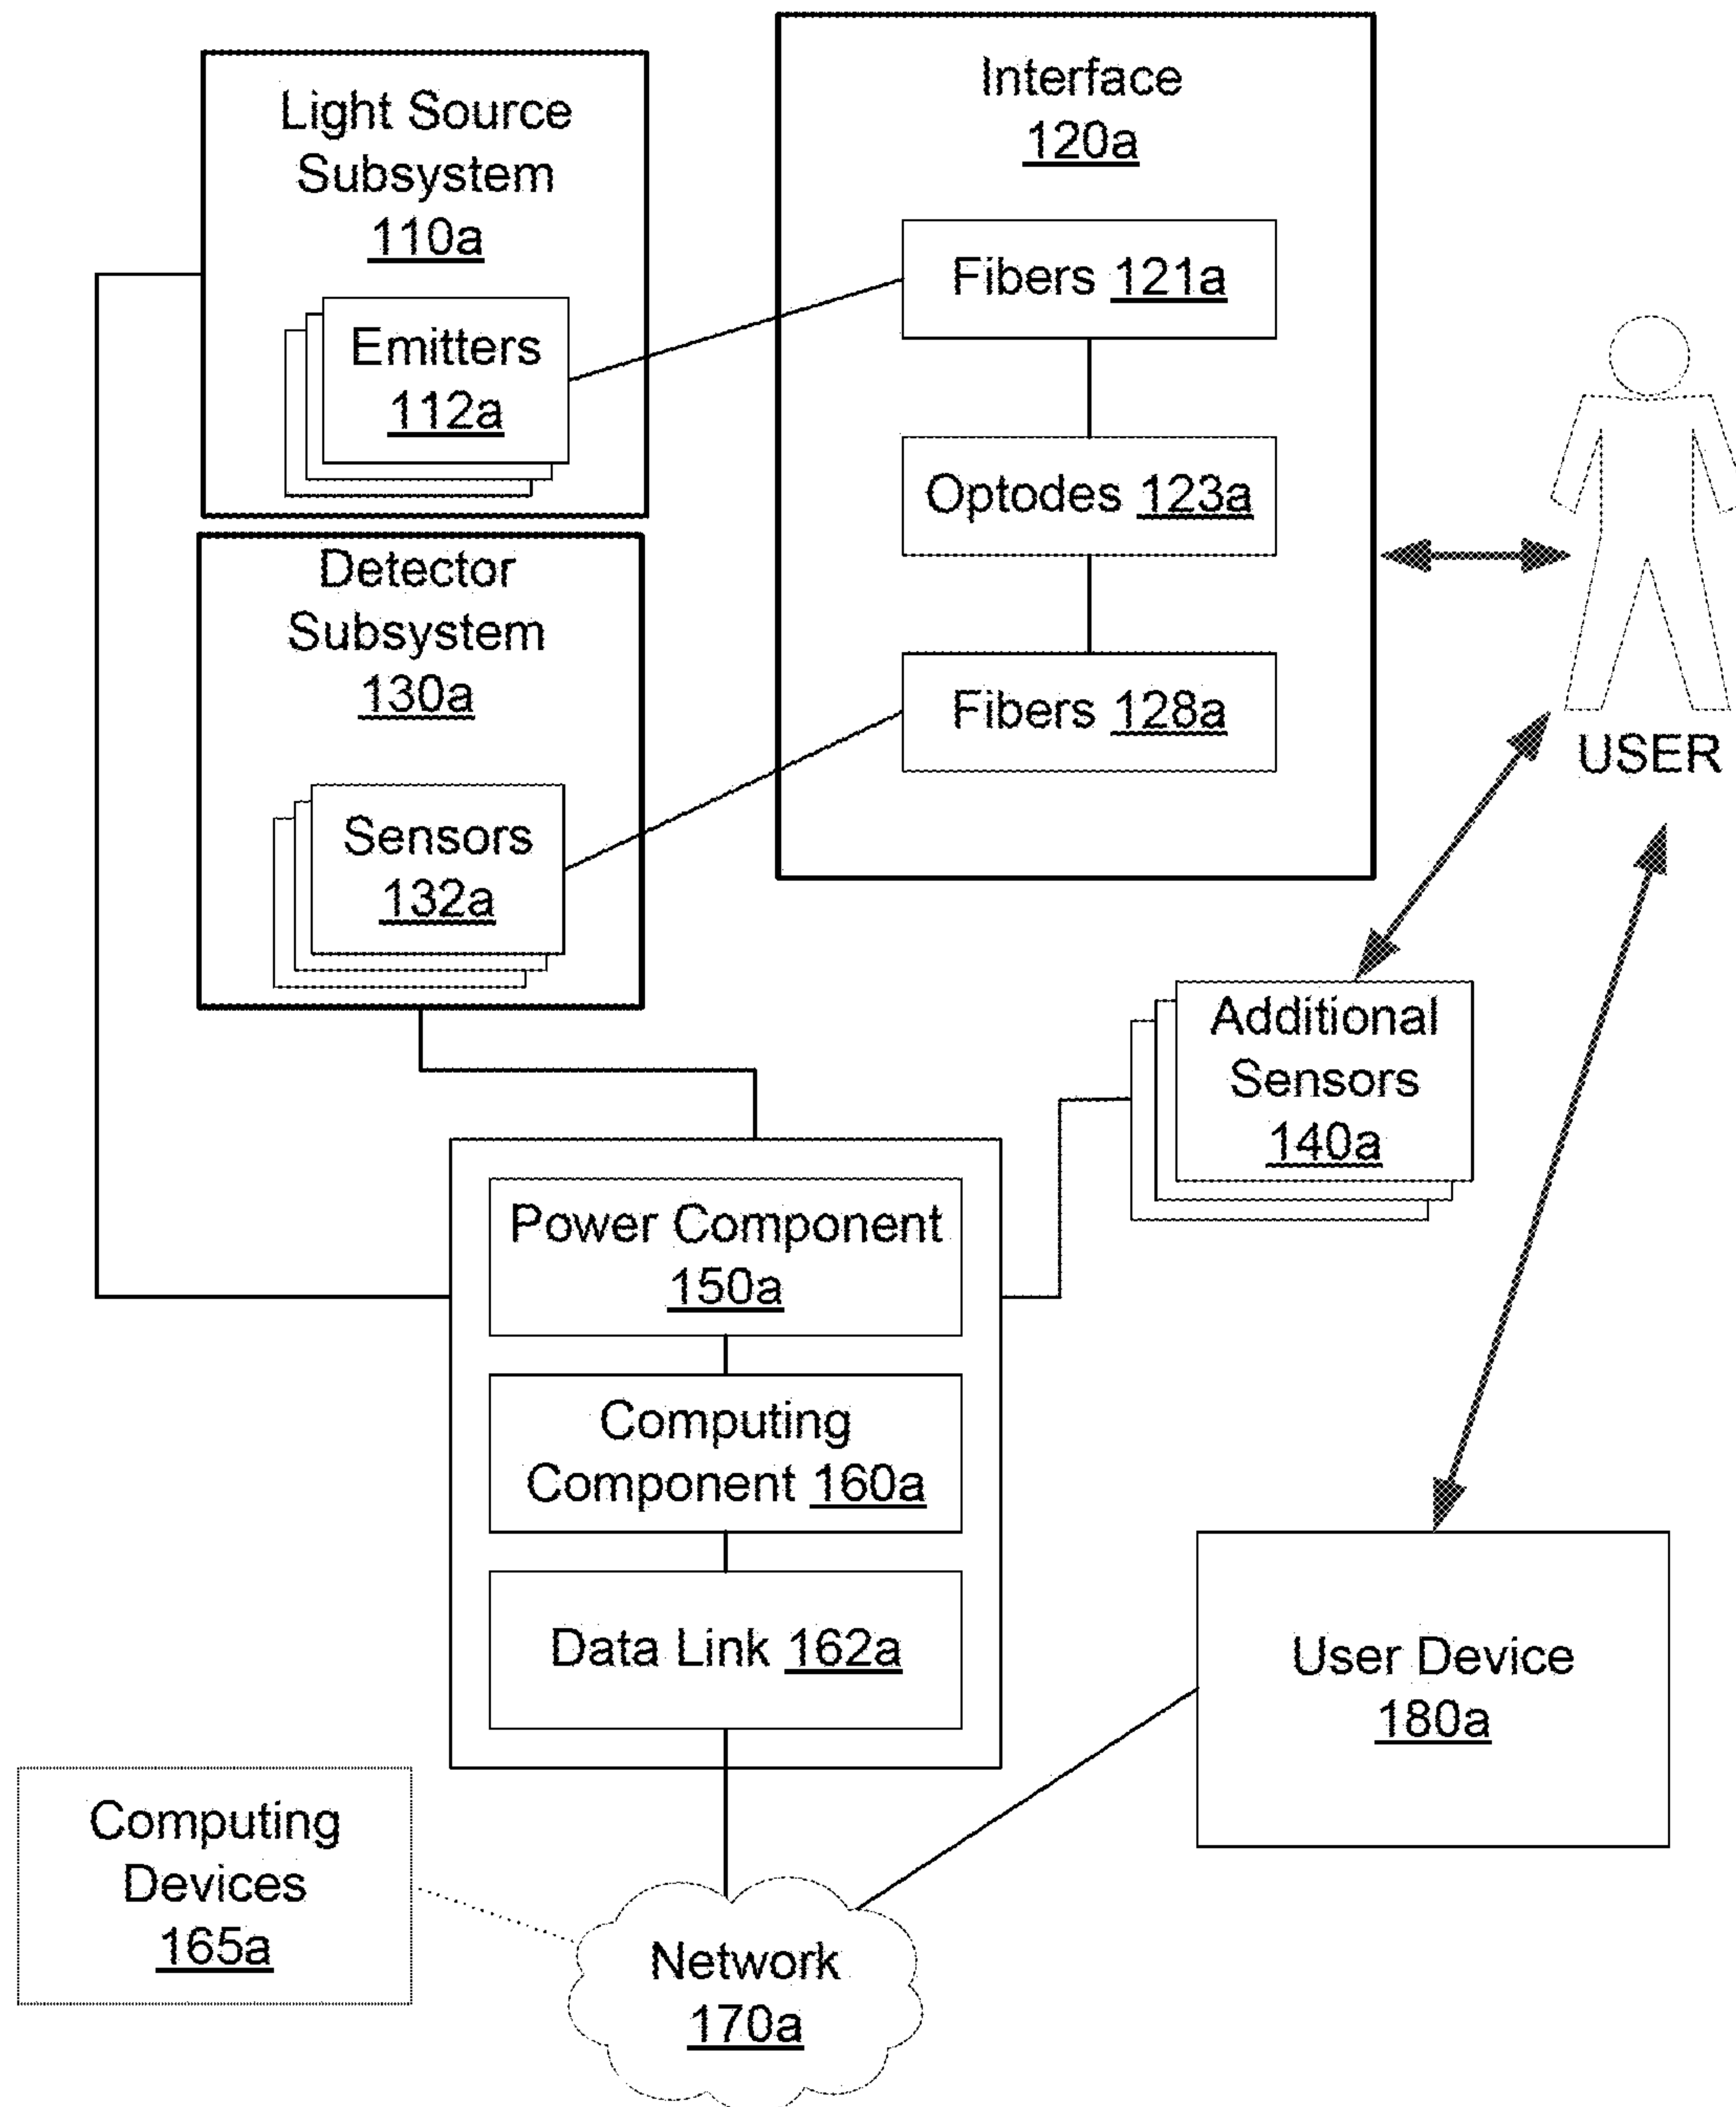 Light Source
Subsystem
110a
Emitters
112a
Interface
120a
Fibers 121a
Optodes 123a
Fibers 128a
USER
Detector
Subsystem
130a
Sensors
132a
Additional
Sensors
140a
Power Component
150a
Computing
Component 160a
Data Link 162a
User Device
180a
Computing
Devices
165a
Network
170a